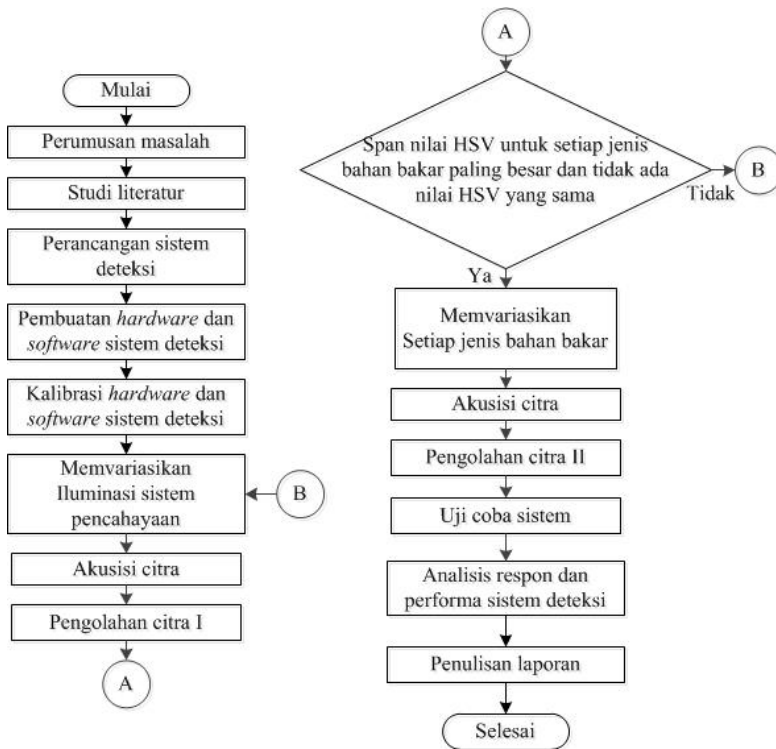 Mulai
Perumusan masalah
Studi literatur
Perancangan sistem
deteksi
Pembuatan hardware dan
software sistem deteksi
Kalibrasi hardware dan
software sistem deteksi
Memvariasikan
Iluminasi sistem
pencahayaan
B
Akusisi citra
Pengolahan citra I
A
A
Span nilai HSV untuk setiap jenis
bahan bakar paling besar dan tidak ada
nilai HSV yang sama
B
Tidak
Ya
Memvariasikan
Setiap jenis bahan bakar
Akusisi citra
Pengolahan citra II
Uji coba sistem
Analisis respon dan
performa sistem deteksi
Penulisan laporan
Selesai